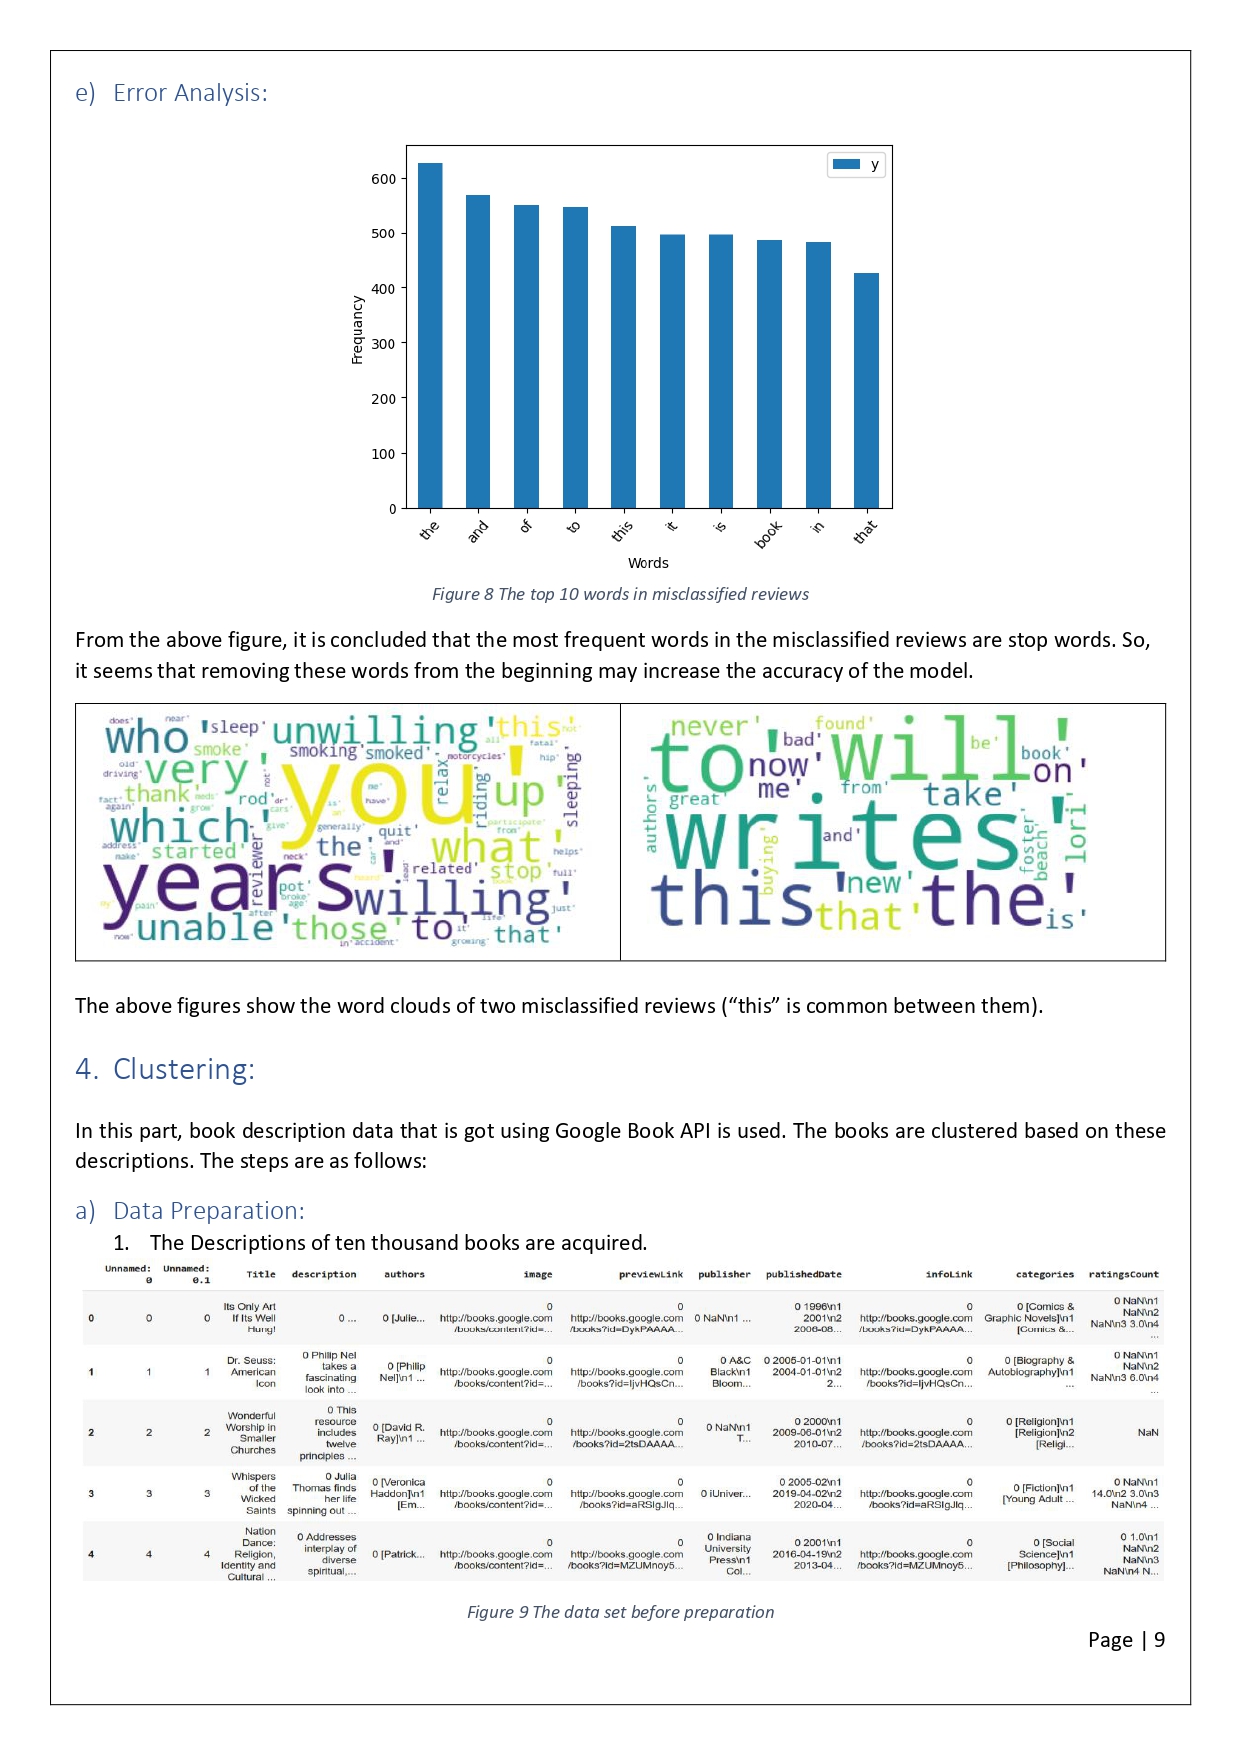 e) Error Analysis:
y
600
500
400
300
200
100
0
Frequancy
the and of to this it is book in that
Words
Figure 8 The top 10 words in misclassified reviews
From the above figure, it is concluded that the most frequent words in the misclassified reviews are stop words. So,
it seems that removing these words from the beginning may increase the accuracy of the model.
does' near' who' 'sleep' unwilling' 'this' hot'
smoke' smoking' smoked' all' fatal'
old' very' motorcycles' hip'
driving' not' me' relax' riding' sleeping'
thank' meds' rod' dr' you' up'
fact' again' grow' cars' is' an' have' participate'
which' give' generally' quit' from'
address' make' started' reviewer' neck' the' and' car' what' helps'
years' pot' heard' lead' related' stop' full'
my' pain' broke' age' willing' just'
after' life'
now' unable' those' to' it' that'
in' accident' growing'
never' found' will' be'
to' bad' book'
now' on'
authors' great' me' from' take'
writes' and' foster' beach' lori'
buying' new'
this' that' the' is'
The above figures show the word clouds of two misclassified reviews (“this” is common between them).
4. Clustering:
In this part, book description data that is got using Google Book API is used. The books are clustered based on these
descriptions. The steps are as follows:
a) Data Preparation:
1. The Descriptions of ten thousand books are acquired.
Unnamed: Unnamed:
0 0.1 Title description authors image previewLink publisher publishedDate infoLink categories ratingsCount
Its Only Art 0 0 0 1996\n1 0 0 [Comics & 0 NaN\n1
0 0 0 If Its Well 0 ... 0 [Julie... http://books.google.com http://books.google.com 0 NaN\n1 ... 2001\n2 http://books.google.com Graphic Novels]\n1 NaN\n2
Hung! /books/content?id=... /books?id=DykPAAAA... 2006-08... /books?id=DykPAAAA... [Comics &... NaN\n3 3.0\n4
...
0 Philip Nel
Dr. Seuss: takes a 0 [Philip 0 0 0 A&C 0 2005-01-01\n1 0 0 [Biography & 0 NaN\n1
1 1 1 American fascinating Nel]\n1 ... http://books.google.com http://books.google.com Black\n1 2004-01-01\n2 http://books.google.com Autobiography]\n1 NaN\n2
Icon look into ... /books/content?id=... /books?id=IjvHQsCn... Bloom... 2... /books?id=IjvHQsCn... ... NaN\n3 6.0\n4
...
0 This
Wonderful resource 0 0 0 2000\n1 0 0 [Religion]\n1
2 2 2 Worship in includes 0 [David R. http://books.google.com http://books.google.com 0 NaN\n1 2009-06-01\n2 http://books.google.com [Religion]\n2 NaN
Smaller twelve Ray]\n1 ... /books/content?id=... /books?id=2tsDAAAA... T... 2010-07... /books?id=2tsDAAAA... [Religi...
Churches principles ...
Whispers 0 Julia 0 [Veronica 0 0 0 2005-02\n1 0 0 [Fiction]\n1 0 NaN\n1
3 3 3 of the Thomas finds Haddon]\n1 http://books.google.com http://books.google.com 0 iUniver... 2019-04-02\n2 http://books.google.com [Young Adult ... 14.0\n2 3.0\n3
Wicked her life [Em... /books/content?id=... /books?id=aRSIgJlq... 2020-04... /books?id=aRSIgJlq... NaN\n4 ...
Saints spinning out ...
Nation
Dance: 0 Addresses 0 0 0 Indiana 0 2001\n1 0 0 [Social 0 1.0\n1
4 4 4 Religion, interplay of 0 [Patrick... http://books.google.com http://books.google.com University 2016-04-19\n2 http://books.google.com Science]\n1 NaN\n2
Identity and diverse /books/content?id=... /books?id=MZUMnoy5... Press\n1 2013-04... /books?id=MZUMnoy5... [Philosophy]... NaN\n3
Cultural ... spiritual,... Col... NaN\n4 N...
Figure 9 The data set before preparation
Page | 9